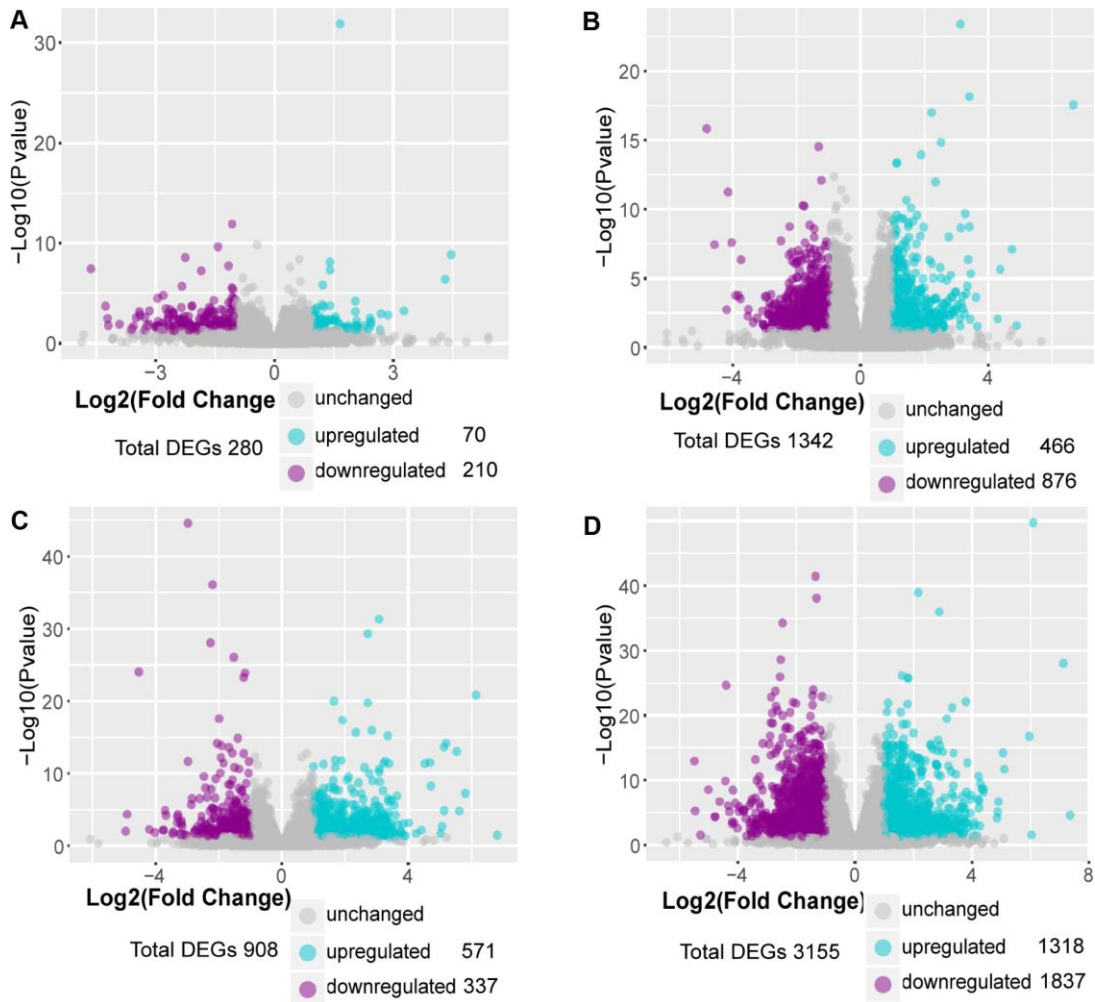 A
−Log10(Pvalue)
30
20
10
0
−3
0
3
Log2(Fold Change
unchanged
Total DEGs 280
upregulated 70
downregulated 210
B
−Log10(Pvalue)
20
15
10
5
0
−4
0
4
Log2(Fold Change)
unchanged
Total DEGs 1342
upregulated 466
downregulated 876
C
−Log10(Pvalue)
40
30
20
10
0
−4
0
4
Log2(Fold Change)
unchanged
Total DEGs 908
upregulated 571
downregulated 337
D
−Log10(Pvalue)
40
30
20
10
0
−4
0
4
8
Log2(Fold Change)
unchanged
Total DEGs 3155
upregulated 1318
downregulated 1837